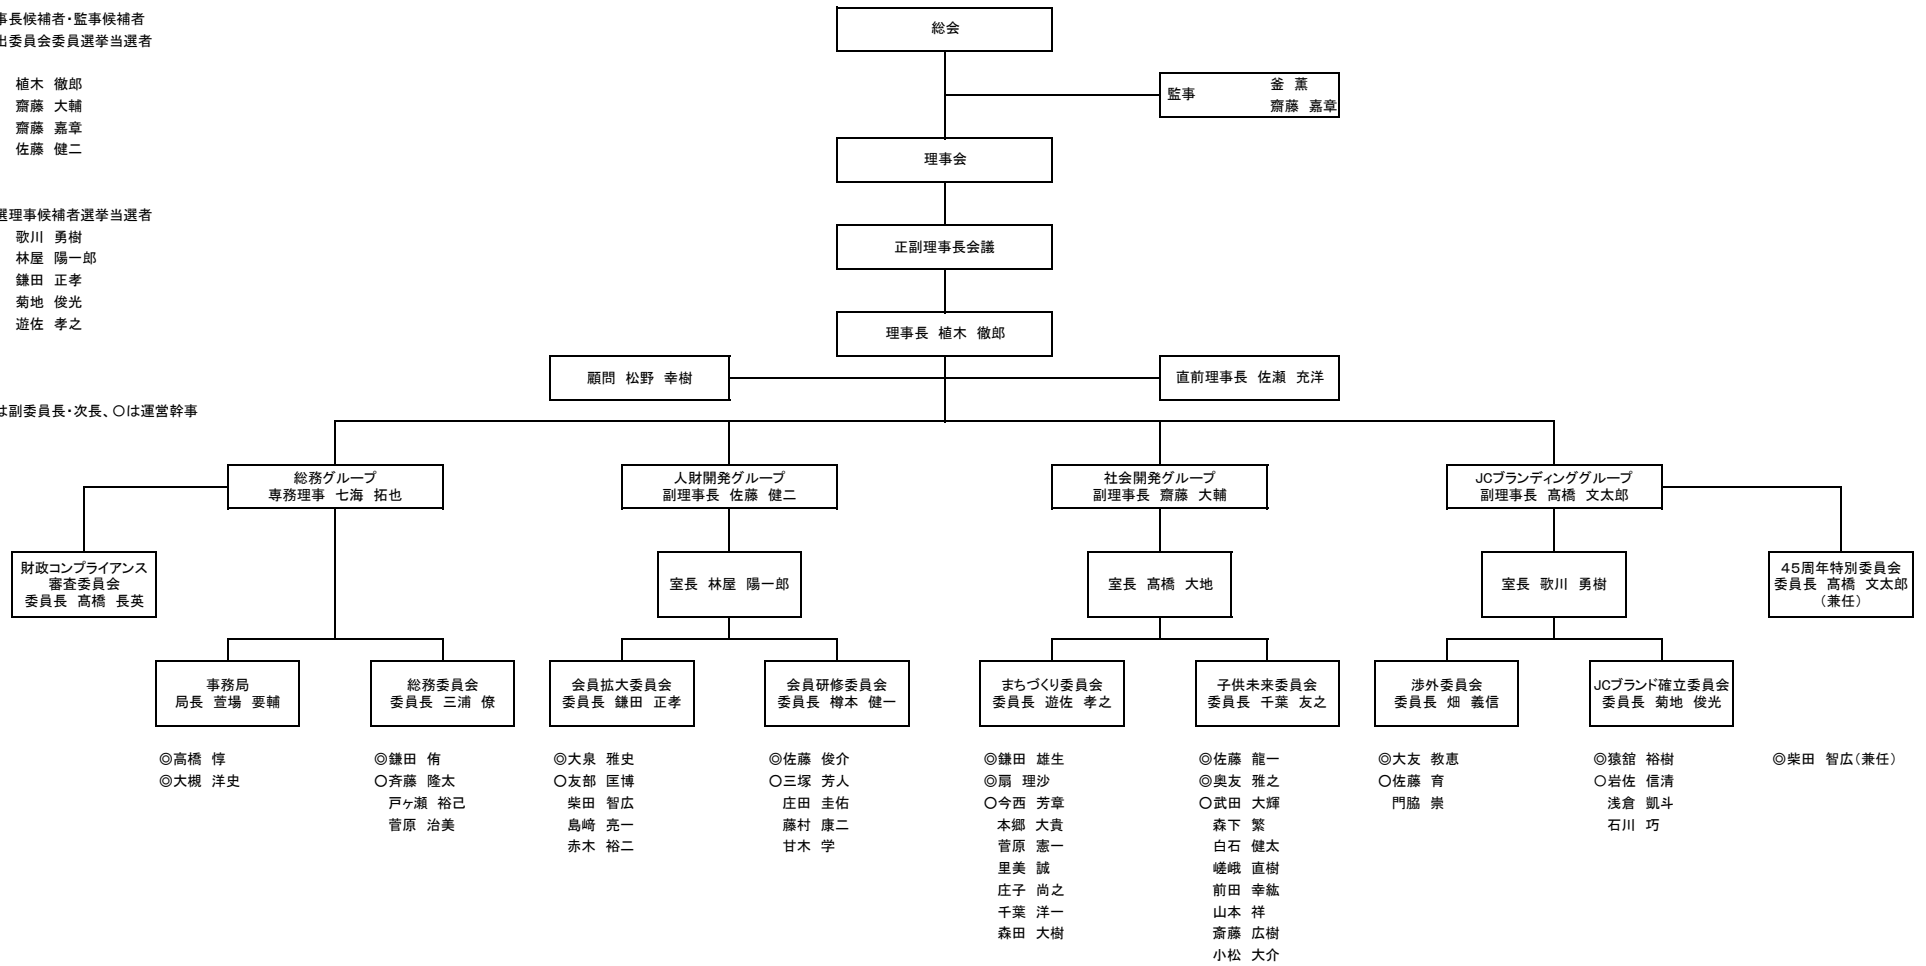 事長候補者・監事候補者
出委員会委員選挙当選者
植木 徹郎
齋藤 大輔
齋藤 嘉章
佐藤 健二
選理事候補者選挙当選者
歌川 勇樹
林屋 陽一郎
鎌田 正孝
菊地 俊光
遊佐 孝之
は副委員長・次長、〇は運営幹事
総会
監事
釜 薫
齋藤 嘉章
理事会
正副理事長会議
理事長 植木 徹郎
顧問 松野 幸樹
直前理事長 佐瀬 充洋
総務グループ
専務理事 七海 拓也
人財開発グループ
副理事長 佐藤 健二
社会開発グループ
副理事長 齋藤 大輔
JCブランディンググループ
副理事長 髙橋 文太郎
財政コンプライアンス
審査委員会
委員長 髙橋 長英
室長 林屋 陽一郎
室長 髙橋 大地
室長 歌川 勇樹
45周年特別委員会
委員長 髙橋 文太郎
（兼任）
事務局
局長 萱場 要輔
総務委員会
委員長 三浦 僚
会員拡大委員会
委員長 鎌田 正孝
会員研修委員会
委員長 樽本 健一
まちづくり委員会
委員長 遊佐 孝之
子供未来委員会
委員長 千葉 友之
渉外委員会
委員長 畑 義信
JCブランド確立委員会
委員長 菊地 俊光
◎高橋 惇
◎大槻 洋史
◎鎌田 侑
〇斉藤 隆太
戸ヶ瀬 裕己
菅原 治美
◎大泉 雅史
〇友部 匡博
柴田 智広
島﨑 亮一
赤木 裕二
◎佐藤 俊介
〇三塚 芳人
庄田 圭佑
藤村 康二
甘木 学
◎鎌田 雄生
◎扇 理沙
〇今西 芳章
本郷 大貴
菅原 憲一
里美 誠
庄子 尚之
千葉 洋一
森田 大樹
◎佐藤 龍一
◎奥友 雅之
〇武田 大輝
森下 繁
白石 健太
嵯峨 直樹
前田 幸紘
山本 祥
斎藤 広樹
小松 大介
◎大友 教恵
〇佐藤 育
門脇 崇
◎猿舘 裕樹
〇岩佐 信清
浅倉 凱斗
石川 巧
◎柴田 智広（兼任）